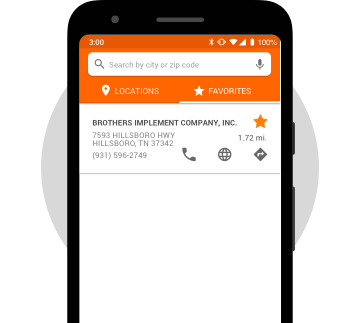 3:00
100%
Search by city or zip code
LOCATIONS
FAVORITES
BROTHERS IMPLEMENT COMPANY, INC.
7593 HILLSBORO HWY
HILLSBORO, TN 37342
1.72 mi.
(931) 596-2749